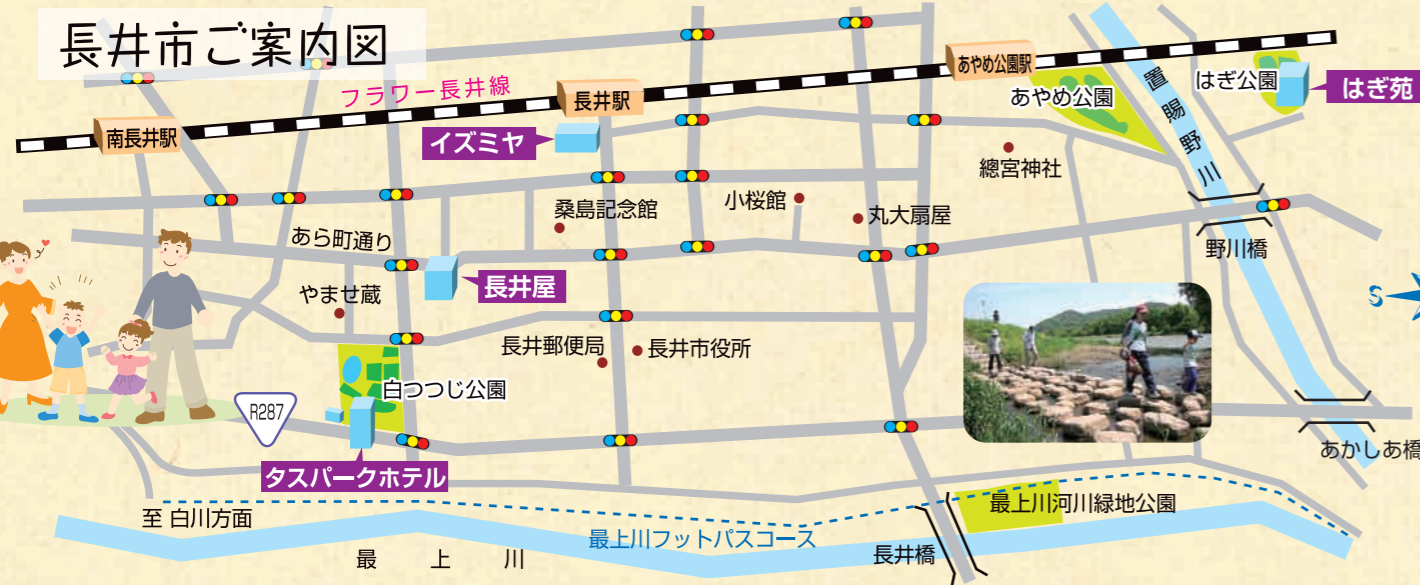 長井市ご案内図
フラワー長井線
南長井駅
長井駅
あやめ公園駅
あやめ公園
はぎ公園
はぎ苑
置賜野川
イズミヤ
總宮神社
桑島記念館
小桜館
丸大扇屋
野川橋
あら町通り
長井屋
やませ蔵
S
長井郵便局
長井市役所
白つつじ公園
R287
あかしあ橋
タスパークホテル
最上川河川緑地公園
至 白川方面
最上川フットパスコース
長井橋
最 上 川